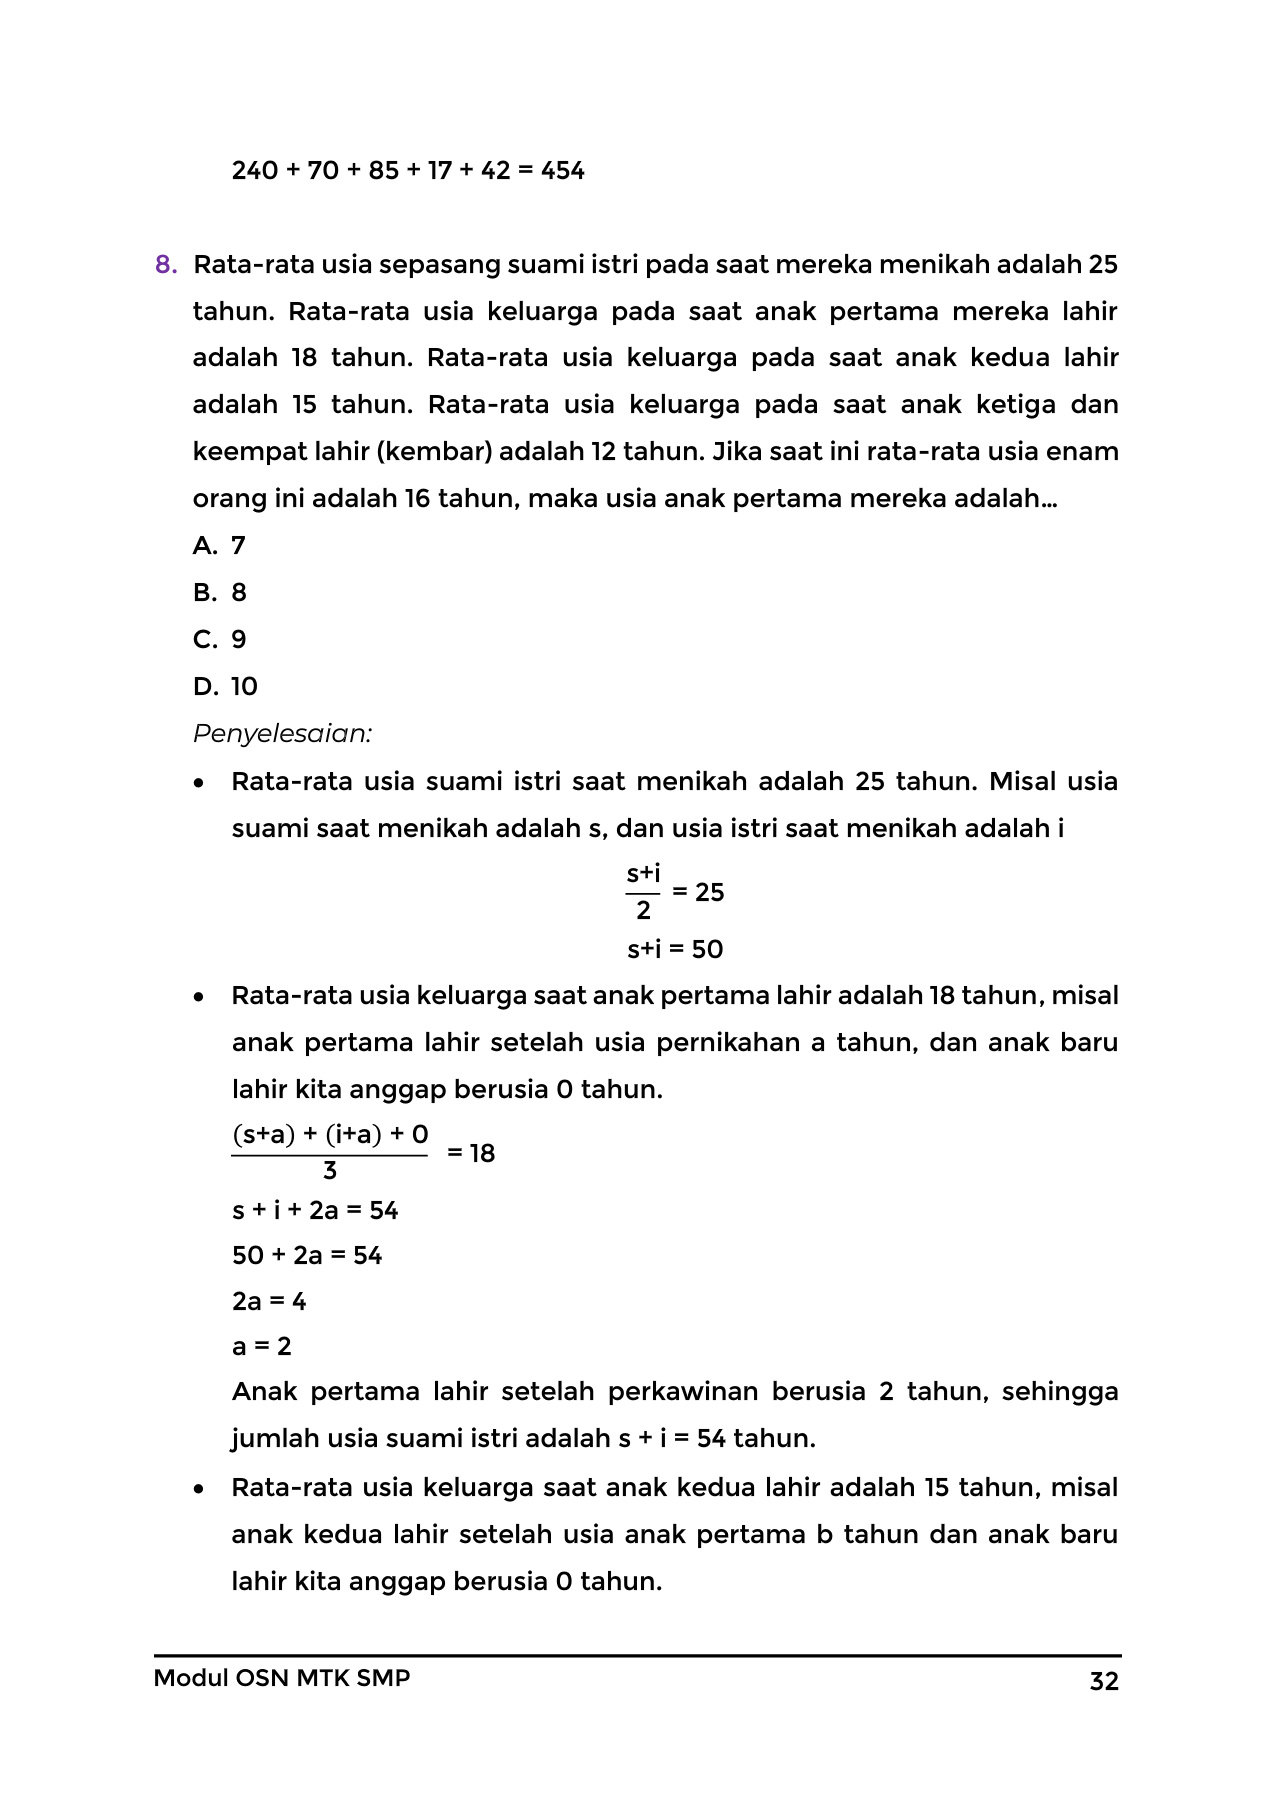 240 + 70 + 85 + 17 + 42 = 454
8. Rata-rata usia sepasang suami istri pada saat mereka menikah adalah 25
tahun. Rata-rata usia keluarga pada saat anak pertama mereka lahir
adalah 18 tahun. Rata-rata usia keluarga pada saat anak kedua lahir
adalah 15 tahun. Rata-rata usia keluarga pada saat anak ketiga dan
keempat lahir (kembar) adalah 12 tahun. Jika saat ini rata-rata usia enam
orang ini adalah 16 tahun, maka usia anak pertama mereka adalah...
A. 7
B. 8
C. 9
D. 10
Penyelesaian:
• Rata-rata usia suami istri saat menikah adalah 25 tahun. Misal usia
suami saat menikah adalah s, dan usia istri saat menikah adalah i
s+i
2
= 25
s+i = 50
• Rata-rata usia keluarga saat anak pertama lahir adalah 18 tahun, misal
anak pertama lahir setelah usia pernikahan a tahun, dan anak baru
lahir kita anggap berusia 0 tahun.
(s+a) + (i+a) + 0
3
= 18
s + i + 2a = 54
50 + 2a = 54
2a = 4
a = 2
Anak pertama lahir setelah perkawinan berusia 2 tahun, sehingga
jumlah usia suami istri adalah s + i = 54 tahun.
• Rata-rata usia keluarga saat anak kedua lahir adalah 15 tahun, misal
anak kedua lahir setelah usia anak pertama b tahun dan anak baru
lahir kita anggap berusia 0 tahun.
Modul OSN MTK SMP
32